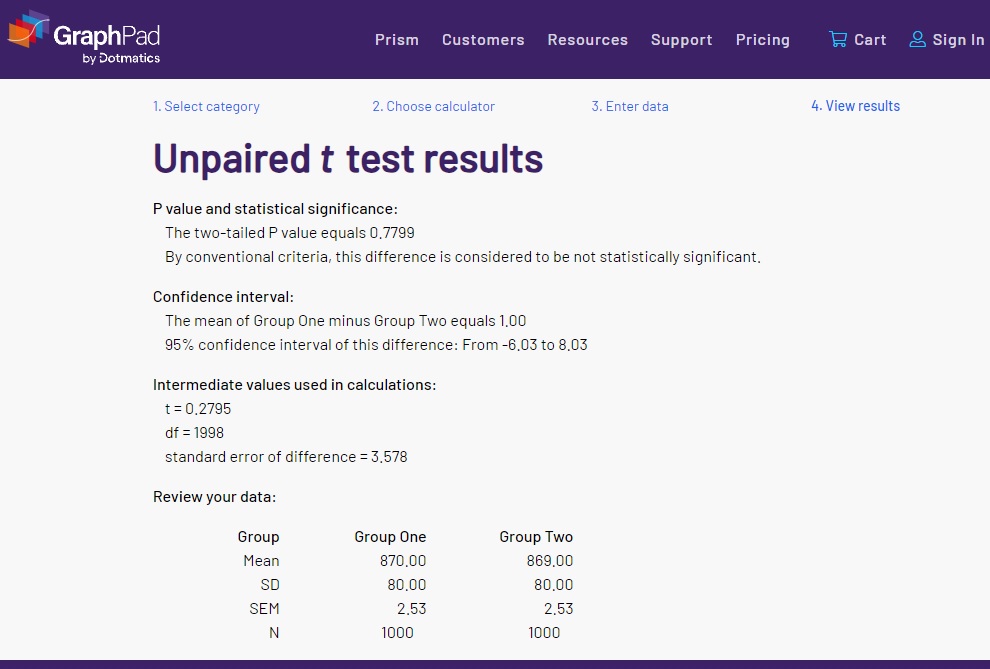 GraphPad
by Dotmatics
Prism Customers Resources Support Pricing Cart Sign In
1. Select category 2. Choose calculator 3. Enter data 4. View results
Unpaired t test results
P value and statistical significance:
The two-tailed P value equals 0.7799
By conventional criteria, this difference is considered to be not statistically significant.
Confidence interval:
The mean of Group One minus Group Two equals 1.00
95% confidence interval of this difference: From -6.03 to 8.03
Intermediate values used in calculations:
t = 0.2795
df = 1998
standard error of difference = 3.578
Review your data:
Group Group One Group Two
Mean 870.00 869.00
SD 80.00 80.00
SEM 2.53 2.53
N 1000 1000